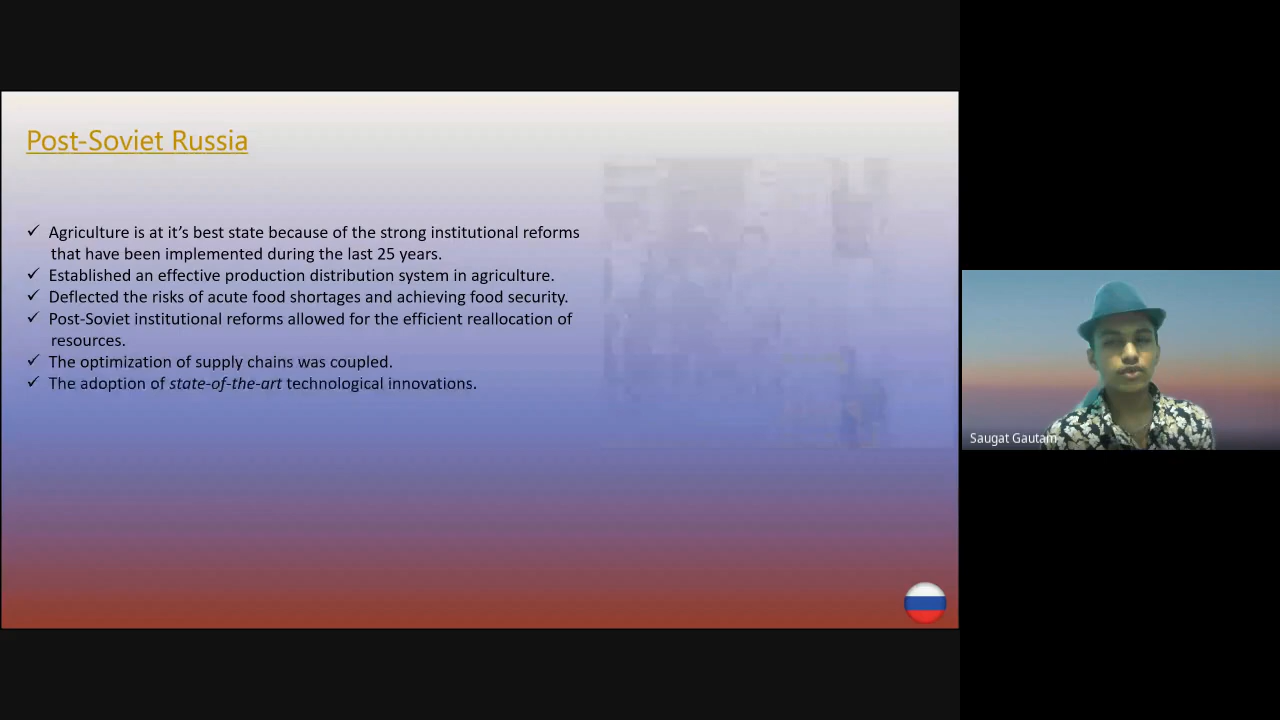 Post-Soviet Russia
✓ Agriculture is at it's best state because of the strong institutional reforms
that have been implemented during the last 25 years.
✓ Established an effective production distribution system in agriculture.
✓ Deflected the risks of acute food shortages and achieving food security.
✓ Post-Soviet institutional reforms allowed for the efficient reallocation of
resources.
✓ The optimization of supply chains was coupled.
✓ The adoption of state-of-the-art technological innovations.
Saugat Gautam